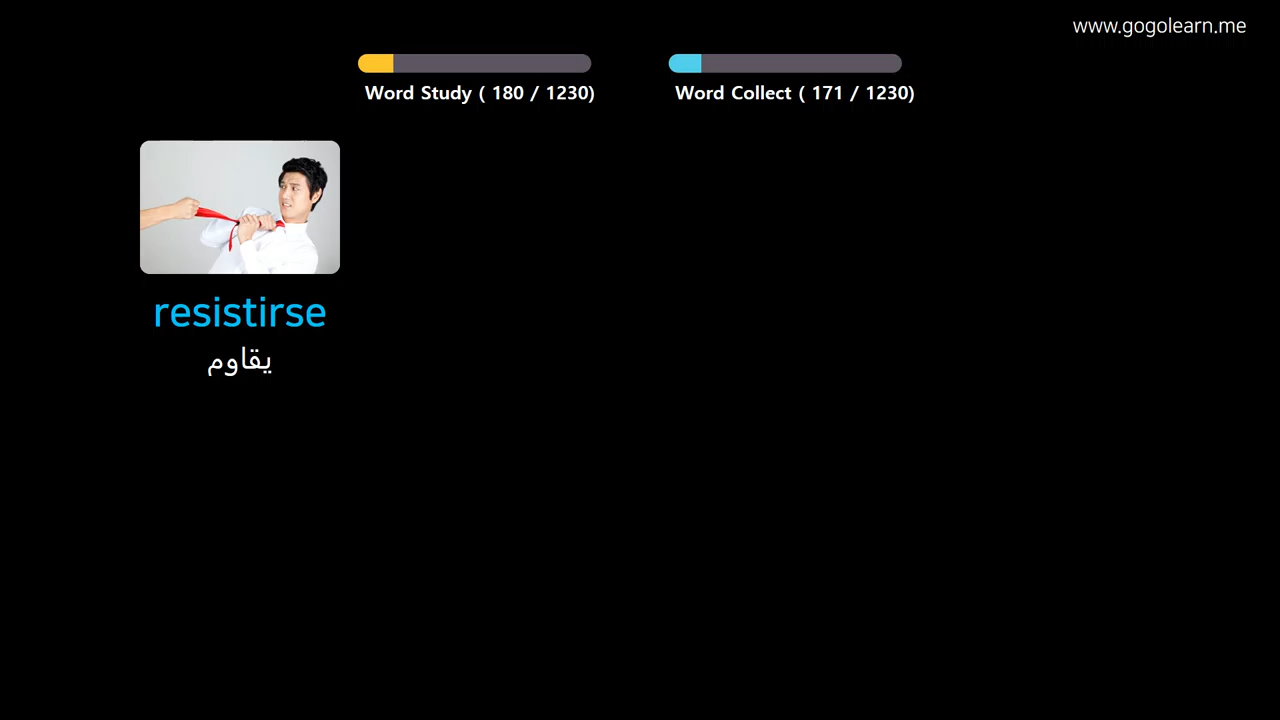 www.gogolearn.me
Word Study ( 180 / 1230)
Word Collect ( 171 / 1230)
resistirse
يقاوم